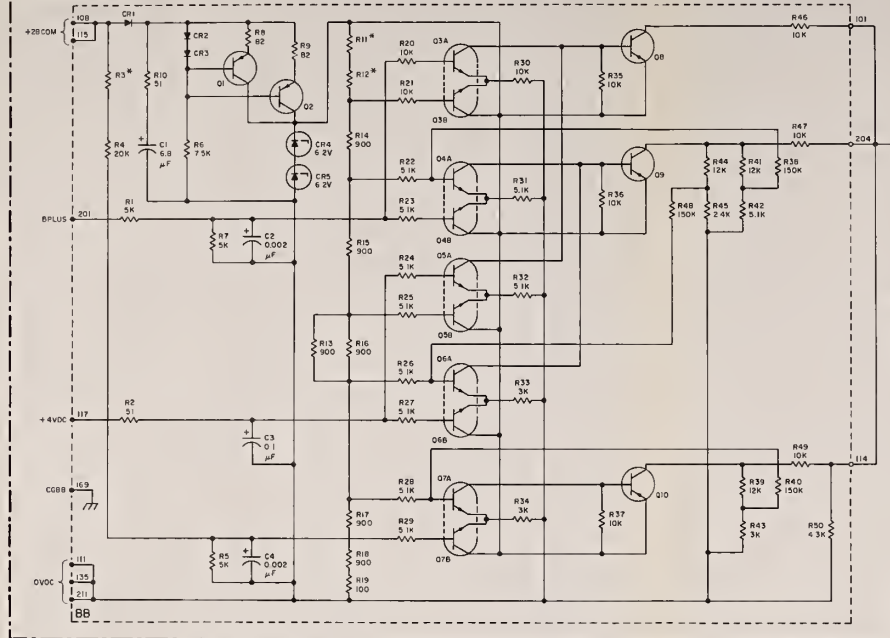 +28COM
108
115
CR1
CR2
CR3
R3*
R10
51
R8
82
R9
82
Q1
Q2
R4
20K
C1
6.8
μF
R6
7.5K
CR4
6.2V
CR5
6.2V
R11*
R12*
R14
900
R20
10K
R21
10K
Q3A
Q3B
R30
10K
R35
10K
Q8
R46
10K
101
R22
5.1K
R23
5.1K
Q4A
Q4B
R31
5.1K
R36
10K
Q9
R47
10K
204
R44
12K
R41
12K
R38
150K
R48
150K
R45
2.4K
R42
5.1K
BPLUS
201
R1
5K
R7
5K
C2
0.002
μF
R15
900
R24
5.1K
R25
5.1K
Q5A
Q5B
R32
5.1K
R13
900
R16
900
R26
5.1K
R27
5.1K
Q6A
Q6B
R33
3K
+4VDC
117
R2
51
C3
0.1
μF
CGBB
169
R28
5.1K
R29
5.1K
Q7A
Q7B
R34
3K
R37
10K
Q10
R49
10K
114
R39
12K
R40
150K
R43
3K
R50
4.3K
R17
900
R18
900
R19
100
R5
5K
C4
0.002
μF
0VDC
111
135
211
BB